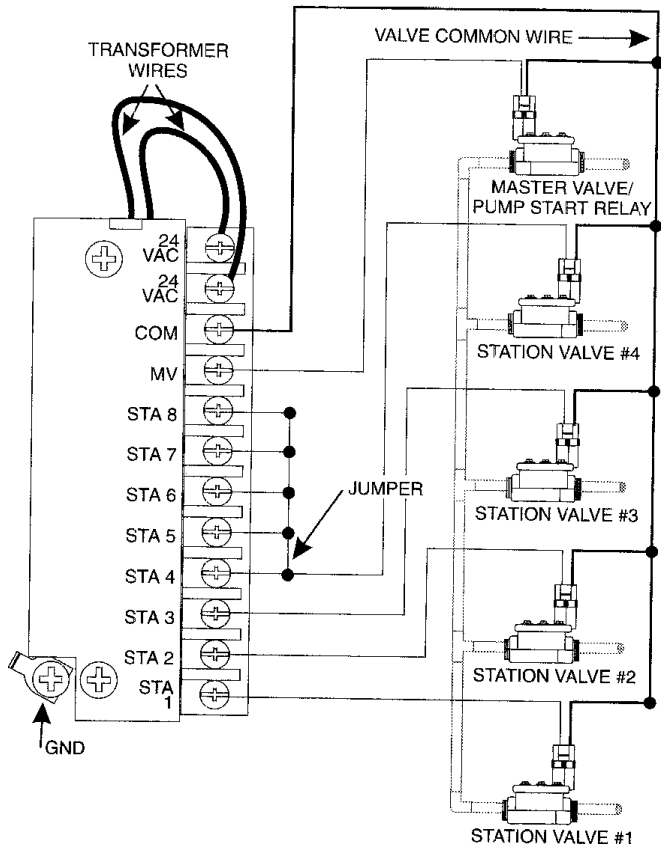 TRANSFORMER
WIRES
VALVE COMMON WIRE
MASTER VALVE/
PUMP START RELAY
24
VAC
24
VAC
COM
MV
STA 8
STA 7
STA 6
STA 5
STA 4
STA 3
STA 2
STA
1
JUMPER
GND
STATION VALVE #4
STATION VALVE #3
STATION VALVE #2
STATION VALVE #1